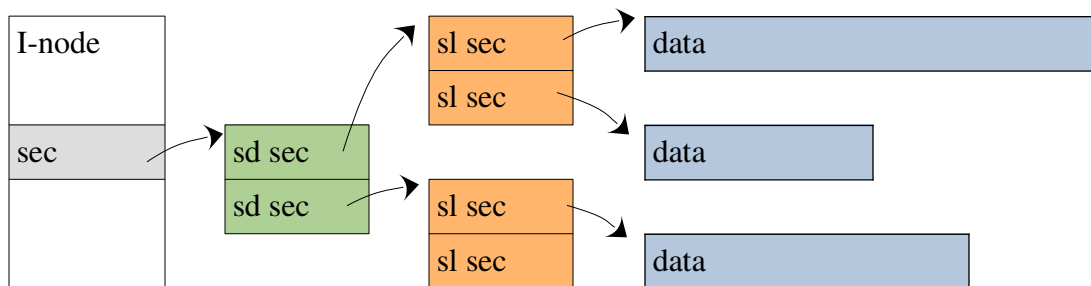 I-node
sl sec
data
sl sec
sec
sd sec
data
sd sec
sl sec
sl sec
data